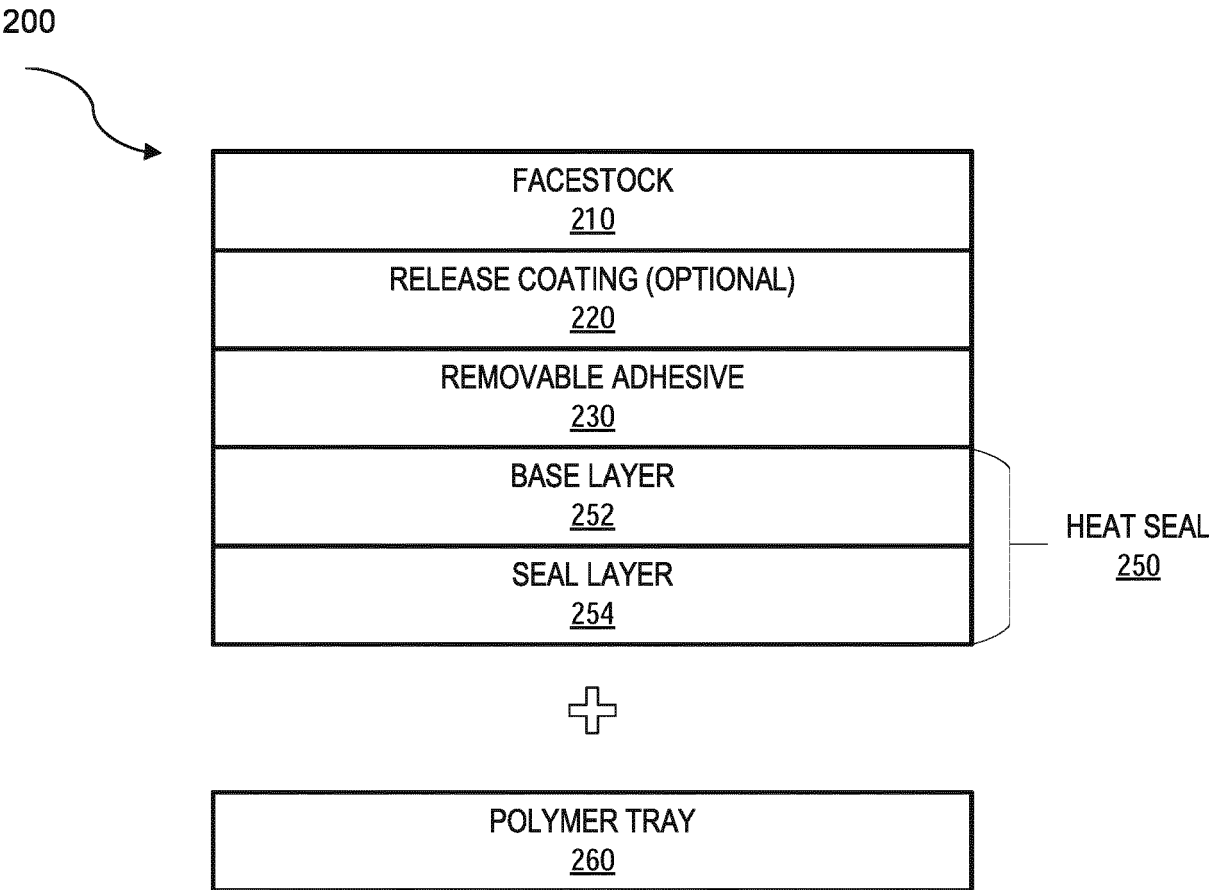 200
FACESTOCK
210
RELEASE COATING (OPTIONAL)
220
REMOVABLE ADHESIVE
230
BASE LAYER
252
SEAL LAYER
254
HEAT SEAL
250
POLYMER TRAY
260